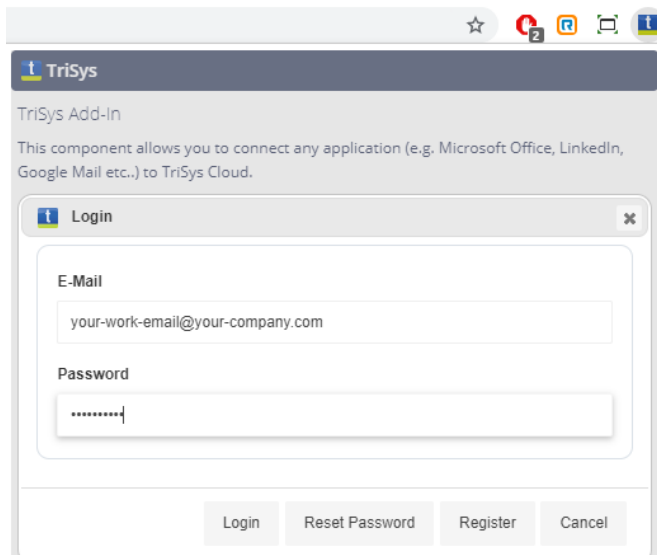 2
t
t TriSys
TriSys Add-In
This component allows you to connect any application (e.g. Microsoft Office, LinkedIn,
Google Mail etc..) to TriSys Cloud.
t Login
E-Mail
your-work-email@your-company.com
Password
••••••••••
Login Reset Password Register Cancel